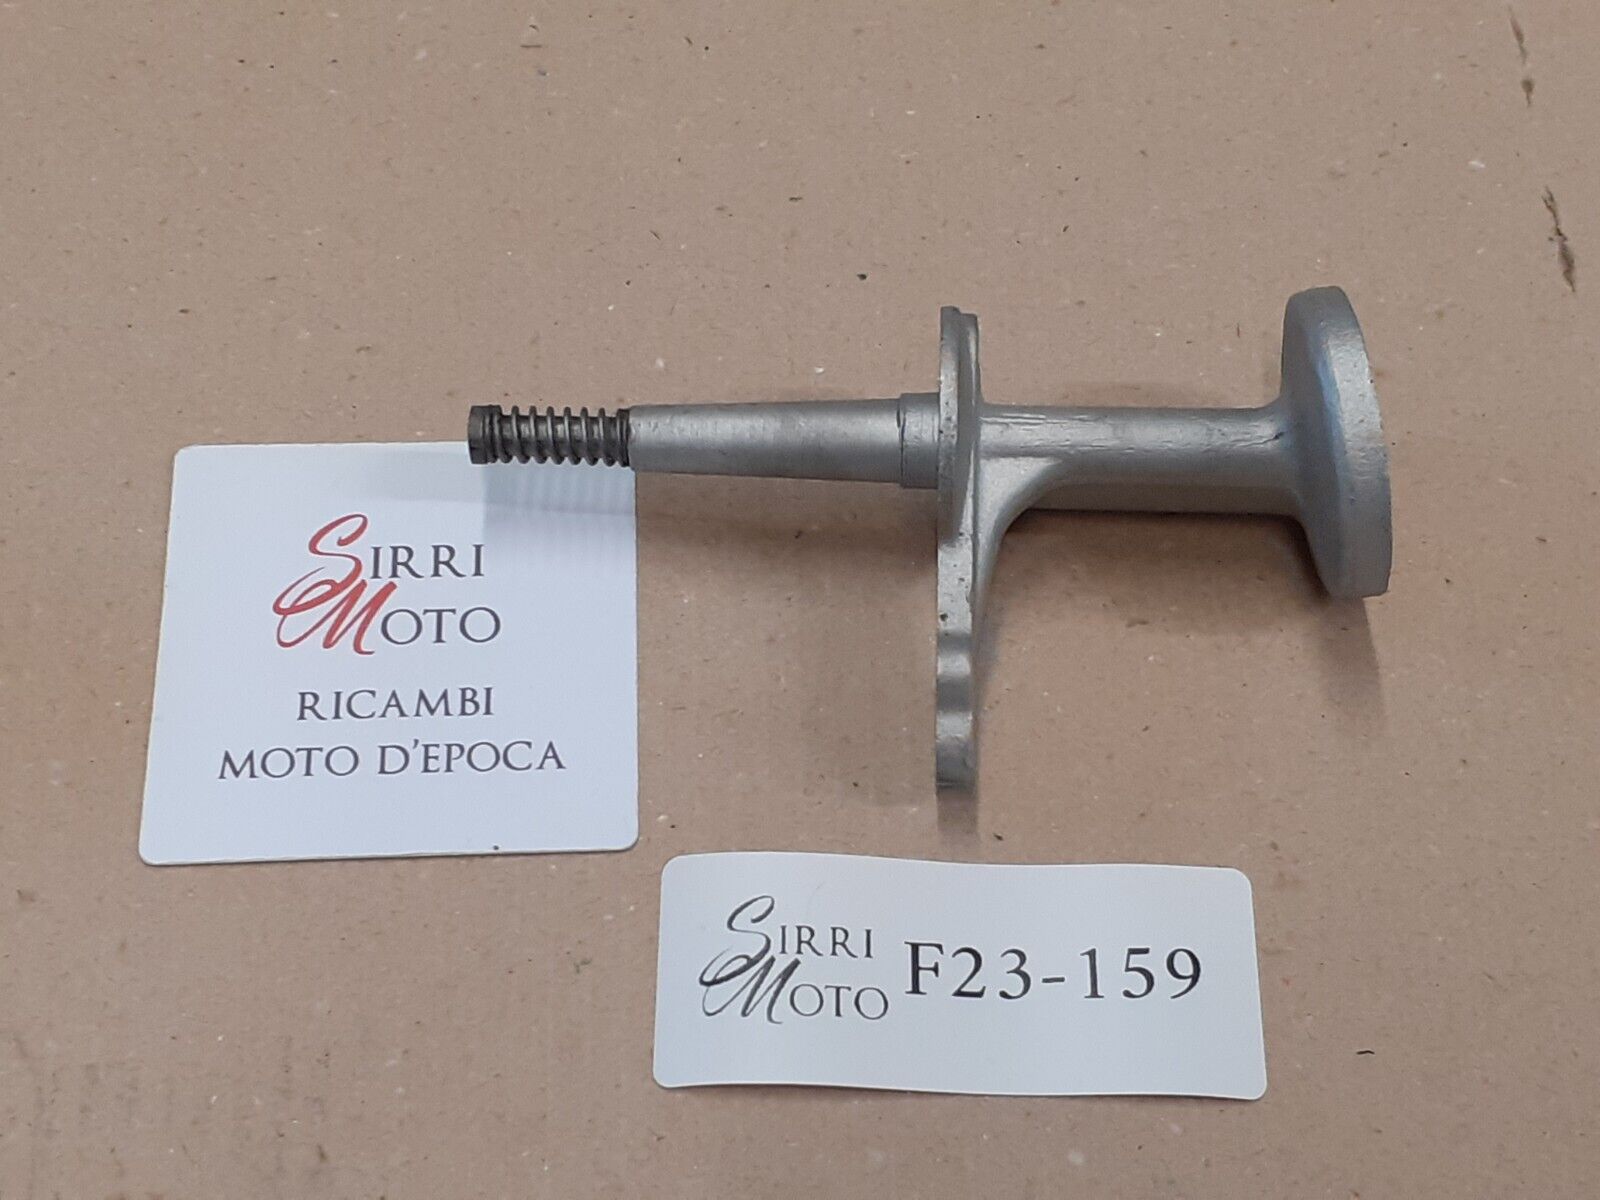 SIRRI
MOTO
RICAMBI
MOTO D'EPOCA
SIRRI
MOTO
F23-159